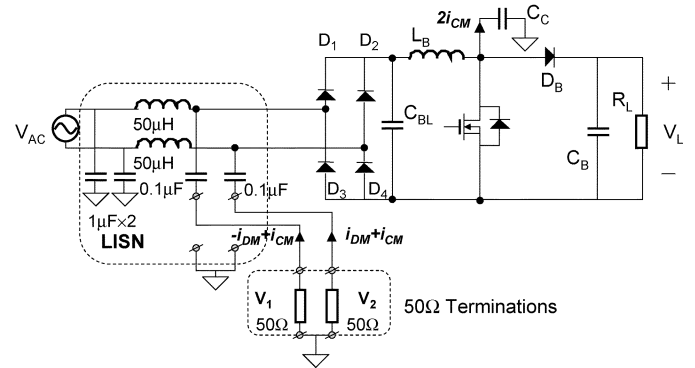 2iCM
CC
D1
D2
LB
DB
VAC
50μH
50μH
CBL
RL
+
VL
−
CB
0.1μF
0.1μF
D3
D4
1μF×2
LISN
-iDM+iCM
iDM+iCM
V1
V2
50Ω
50Ω
50Ω Terminations